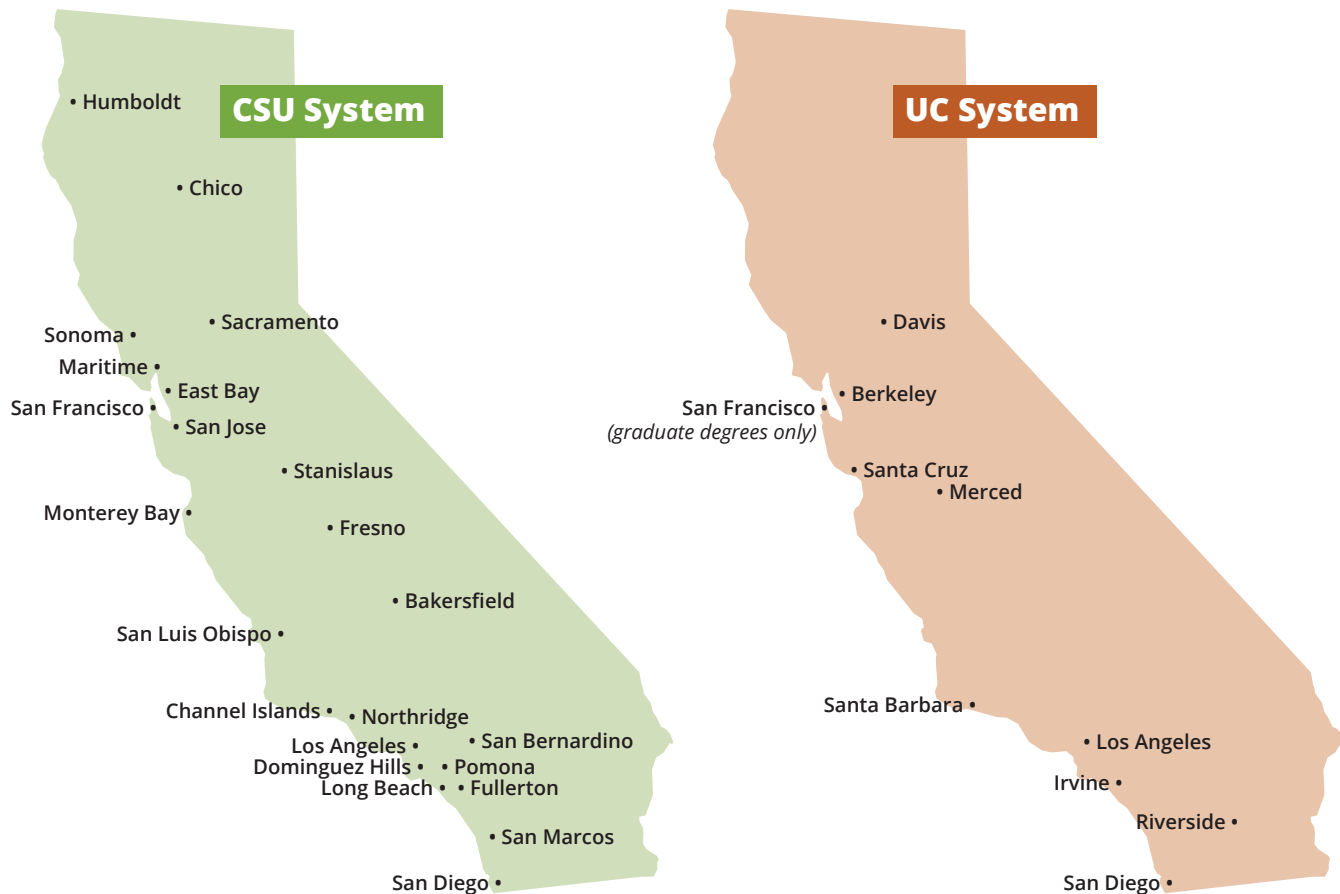 CSU System
Humboldt
Chico
Sacramento
Sonoma
Maritime
East Bay
San Francisco
San Jose
Stanislaus
Monterey Bay
Fresno
Bakersfield
San Luis Obispo
Channel Islands
Northridge
Los Angeles
San Bernardino
Dominguez Hills
Pomona
Long Beach
Fullerton
San Marcos
San Diego
UC System
Davis
Berkeley
San Francisco
(graduate degrees only)
Santa Cruz
Merced
Santa Barbara
Los Angeles
Irvine
Riverside
San Diego